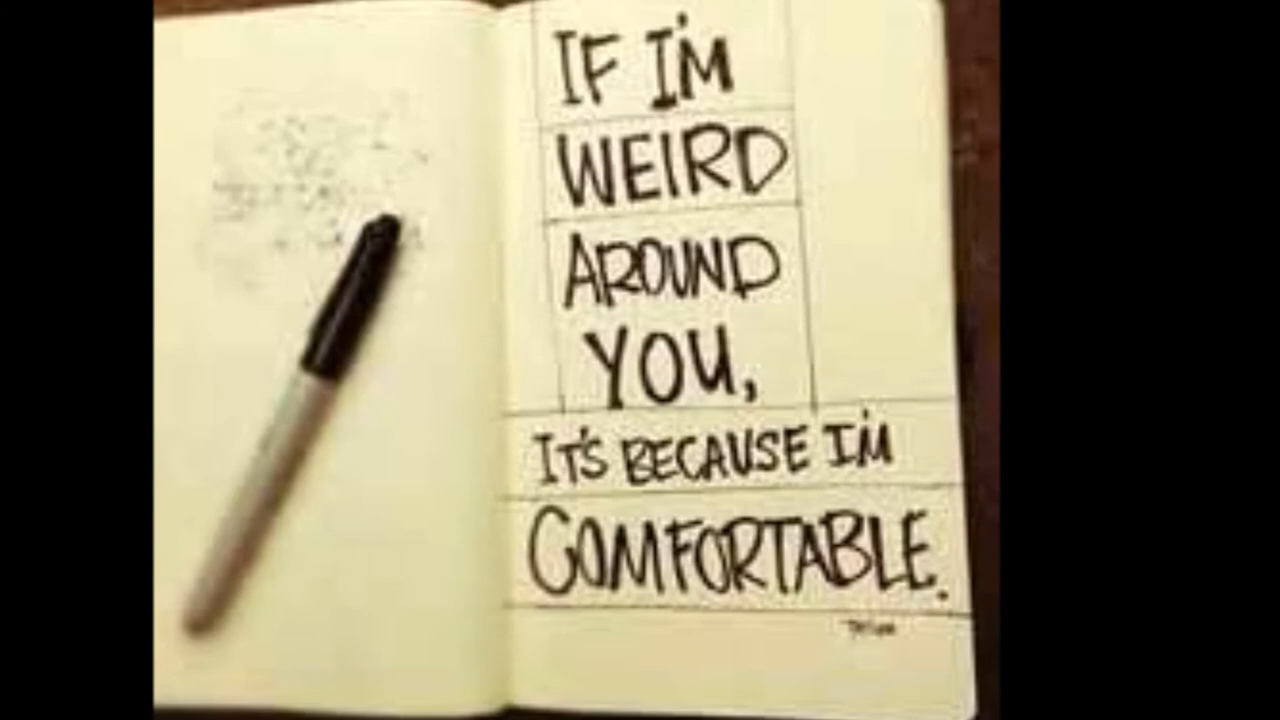 IF I'M
WEIRD
AROUND
YOU,
IT'S BECAUSE I'M
COMFORTABLE.